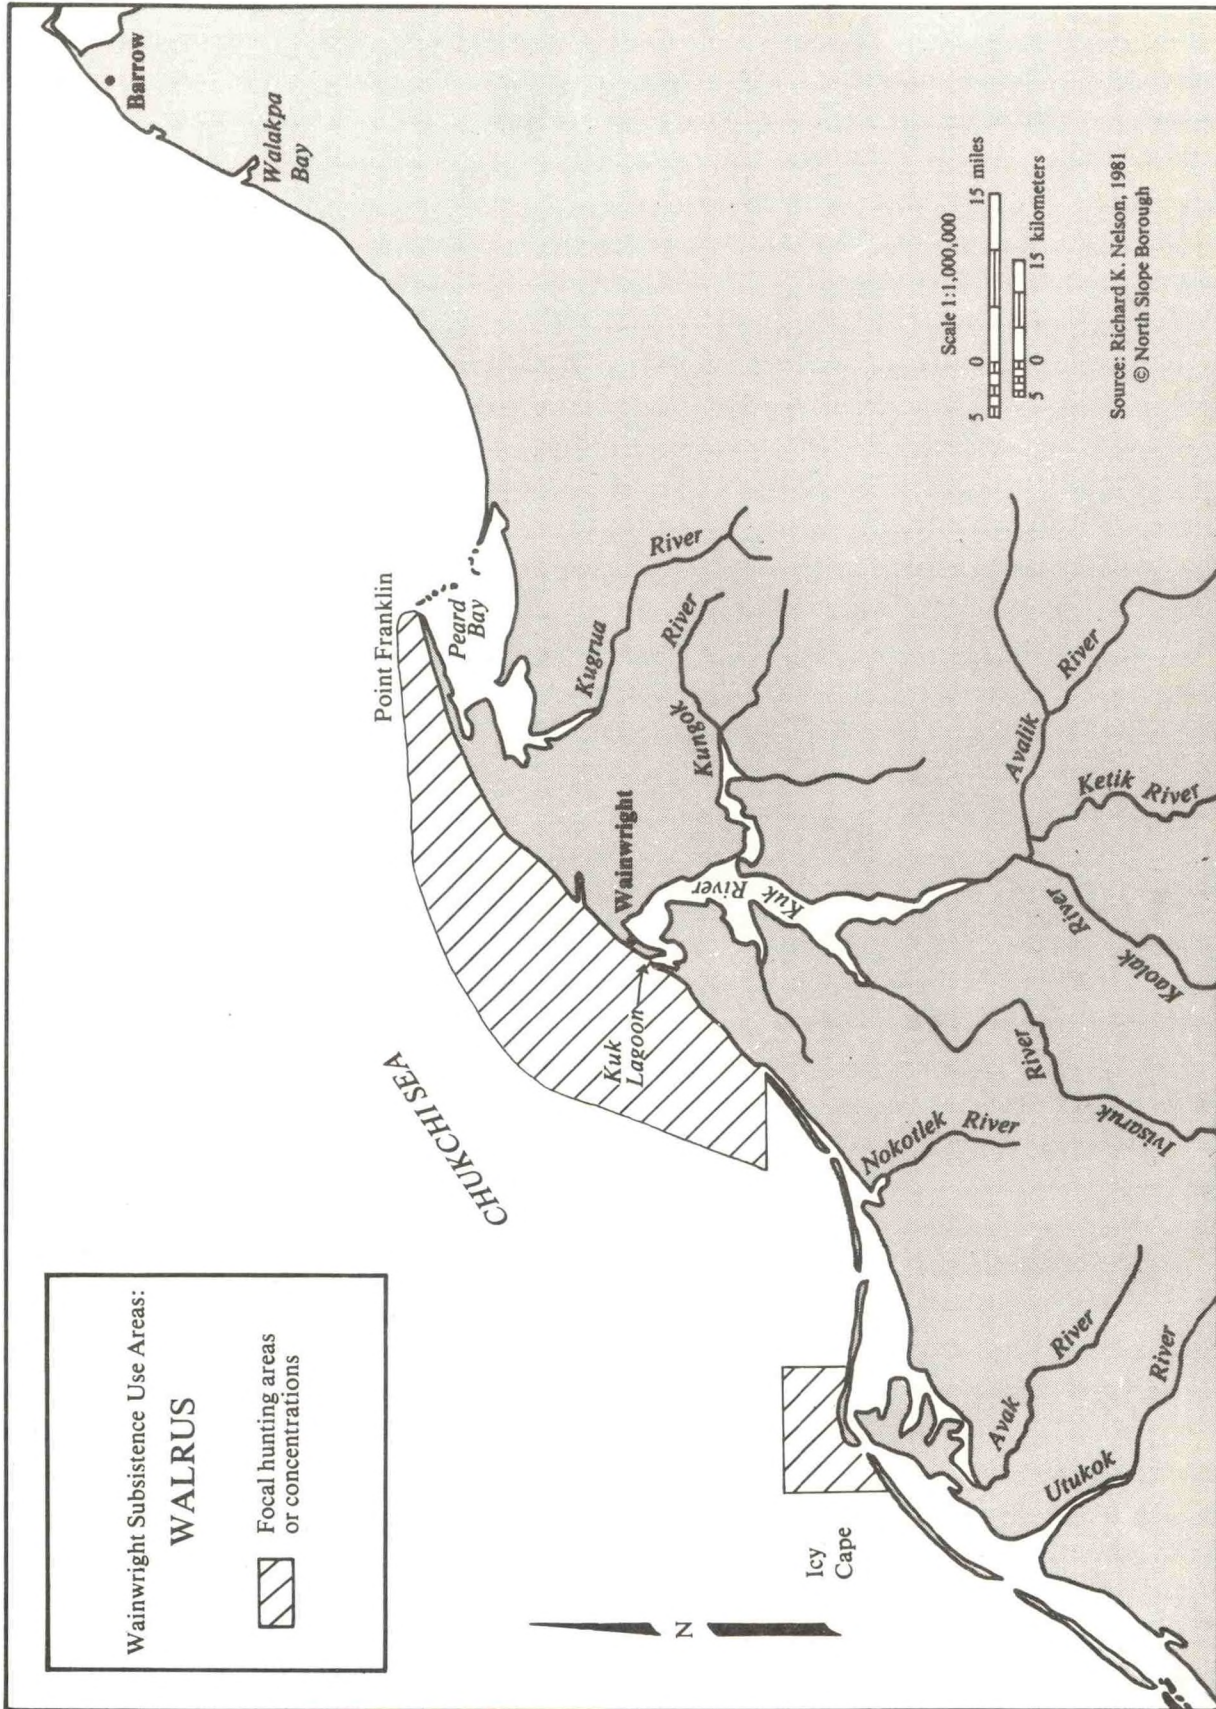 Wainwright Subsistence Use Areas:
WALRUS
Focal hunting areas
or concentrations
N
CHUKCHI SEA
Icy
Cape
Point Franklin
Peard
Bay
Barrow
Walakpa
Bay
Wainwright
Kuk
Lagoon
Kuk River
Kugrua River
Kungok River
Avalik River
Ketik River
Kaolak River
Ivisaruk River
Nokotlek River
Avak River
Utukok River
Scale 1:1,000,000
5 0 15 miles
5 0 15 kilometers
Source: Richard K. Nelson, 1981
© North Slope Borough